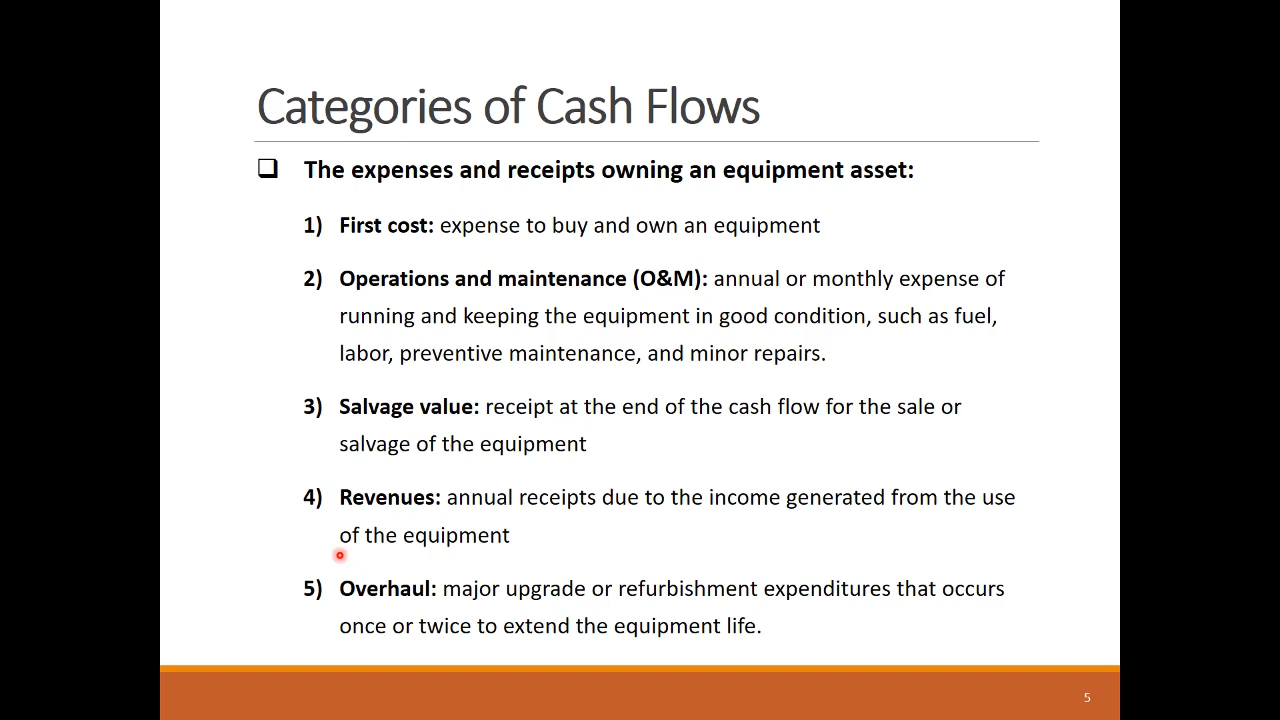 Categories of Cash Flows
The expenses and receipts owning an equipment asset:
1) First cost: expense to buy and own an equipment
2) Operations and maintenance (O&M): annual or monthly expense of
running and keeping the equipment in good condition, such as fuel,
labor, preventive maintenance, and minor repairs.
3) Salvage value: receipt at the end of the cash flow for the sale or
salvage of the equipment
4) Revenues: annual receipts due to the income generated from the use
of the equipment
5) Overhaul: major upgrade or refurbishment expenditures that occurs
once or twice to extend the equipment life.
5